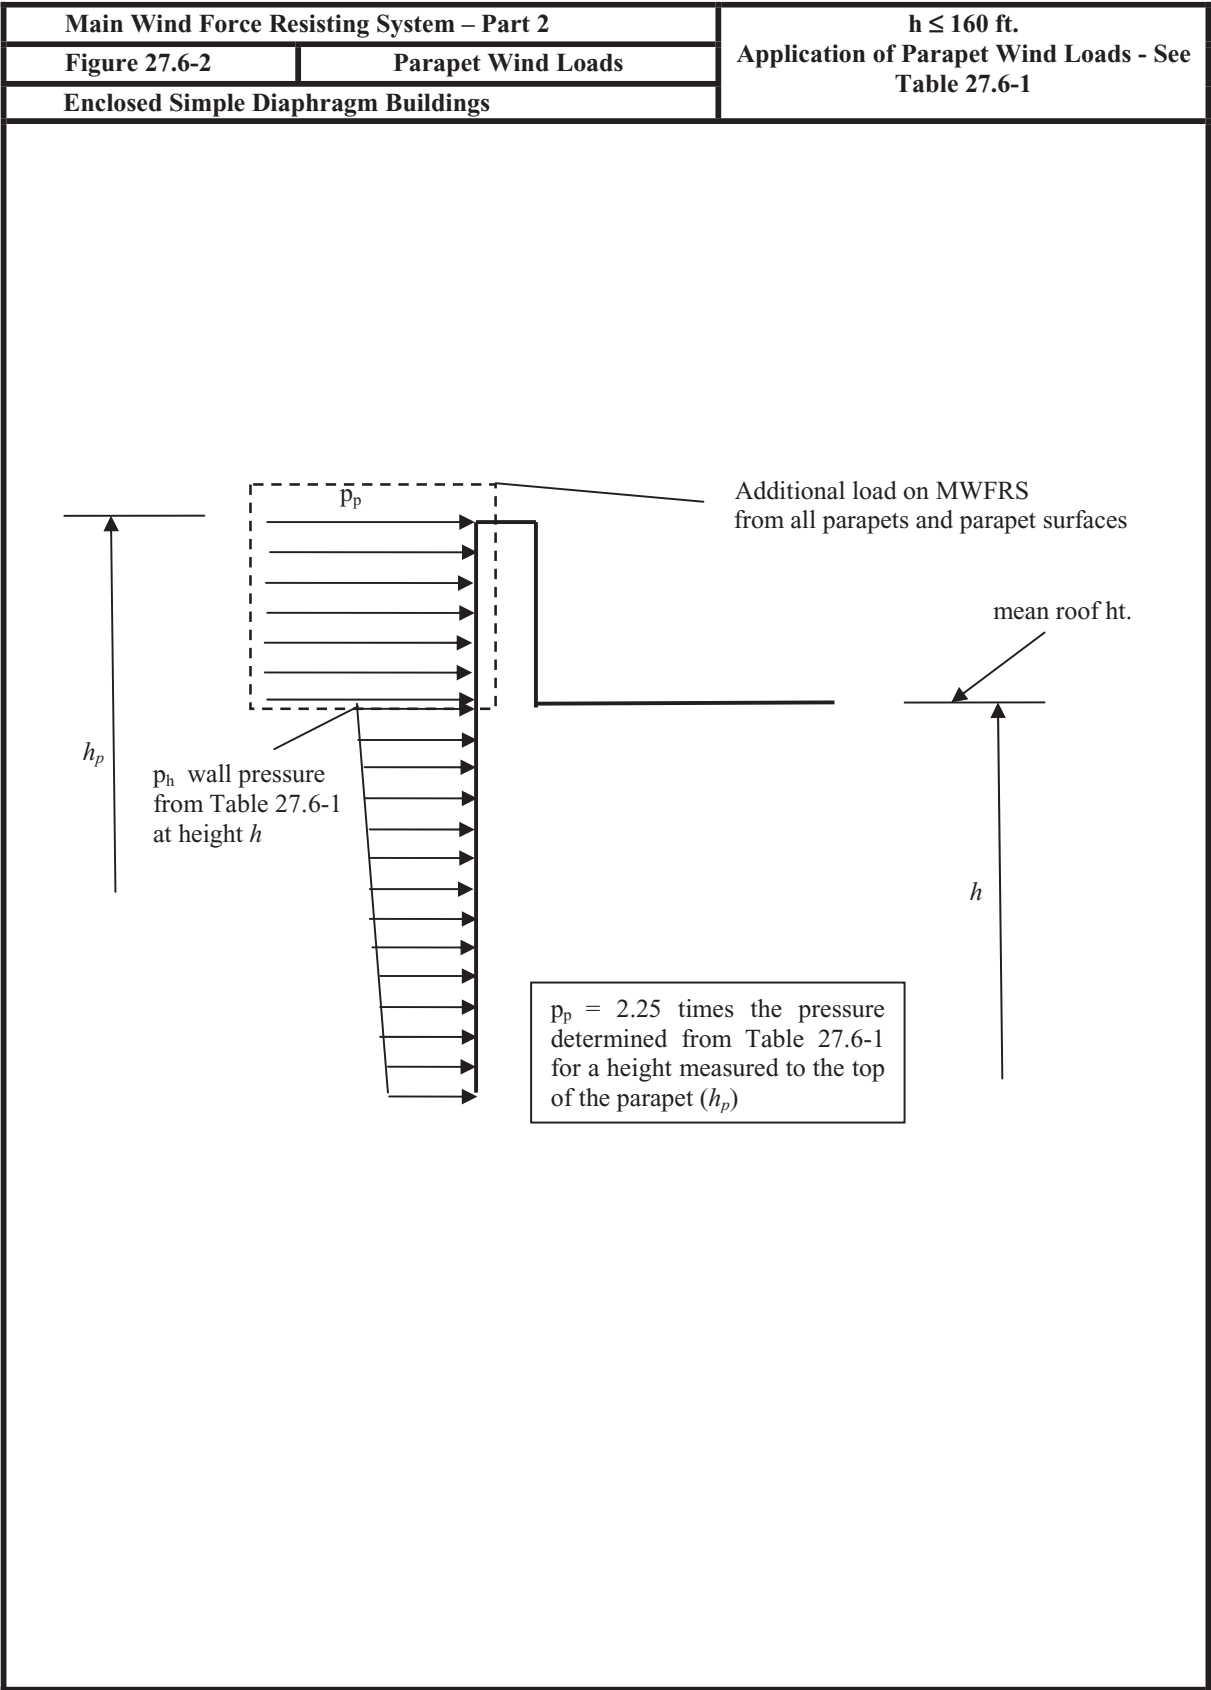 Main Wind Force Resisting System – Part 2
h ≤ 160 ft.
Application of Parapet Wind Loads - See
Table 27.6-1
Figure 27.6-2
Parapet Wind Loads
Enclosed Simple Diaphragm Buildings
pp
Additional load on MWFRS
from all parapets and parapet surfaces
mean roof ht.
hp
ph wall pressure
from Table 27.6-1
at height h
h
pp = 2.25 times the pressure
determined from Table 27.6-1
for a height measured to the top
of the parapet (hp)